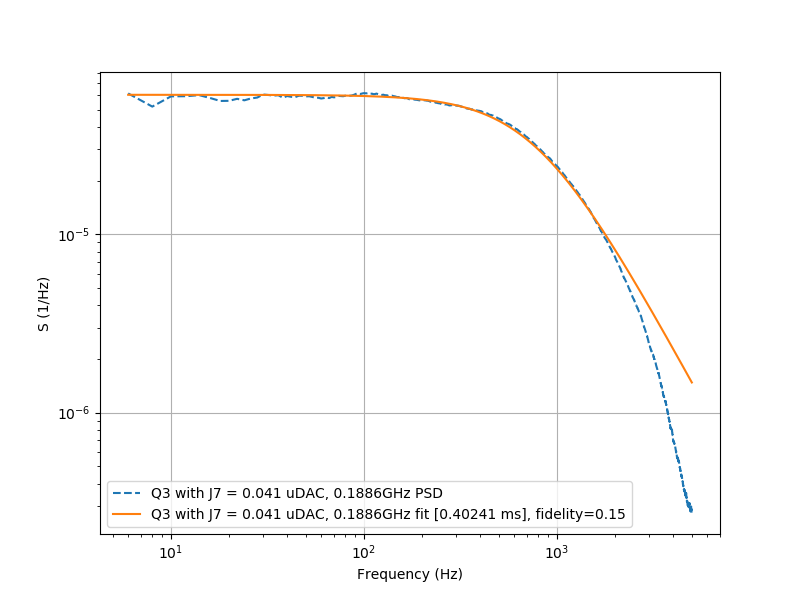 S (1/Hz)
10⁻⁵
10⁻⁶
Q3 with J7 = 0.041 uDAC, 0.1886GHz PSD
Q3 with J7 = 0.041 uDAC, 0.1886GHz fit [0.40241 ms], fidelity=0.15
10¹
10²
10³
Frequency (Hz)